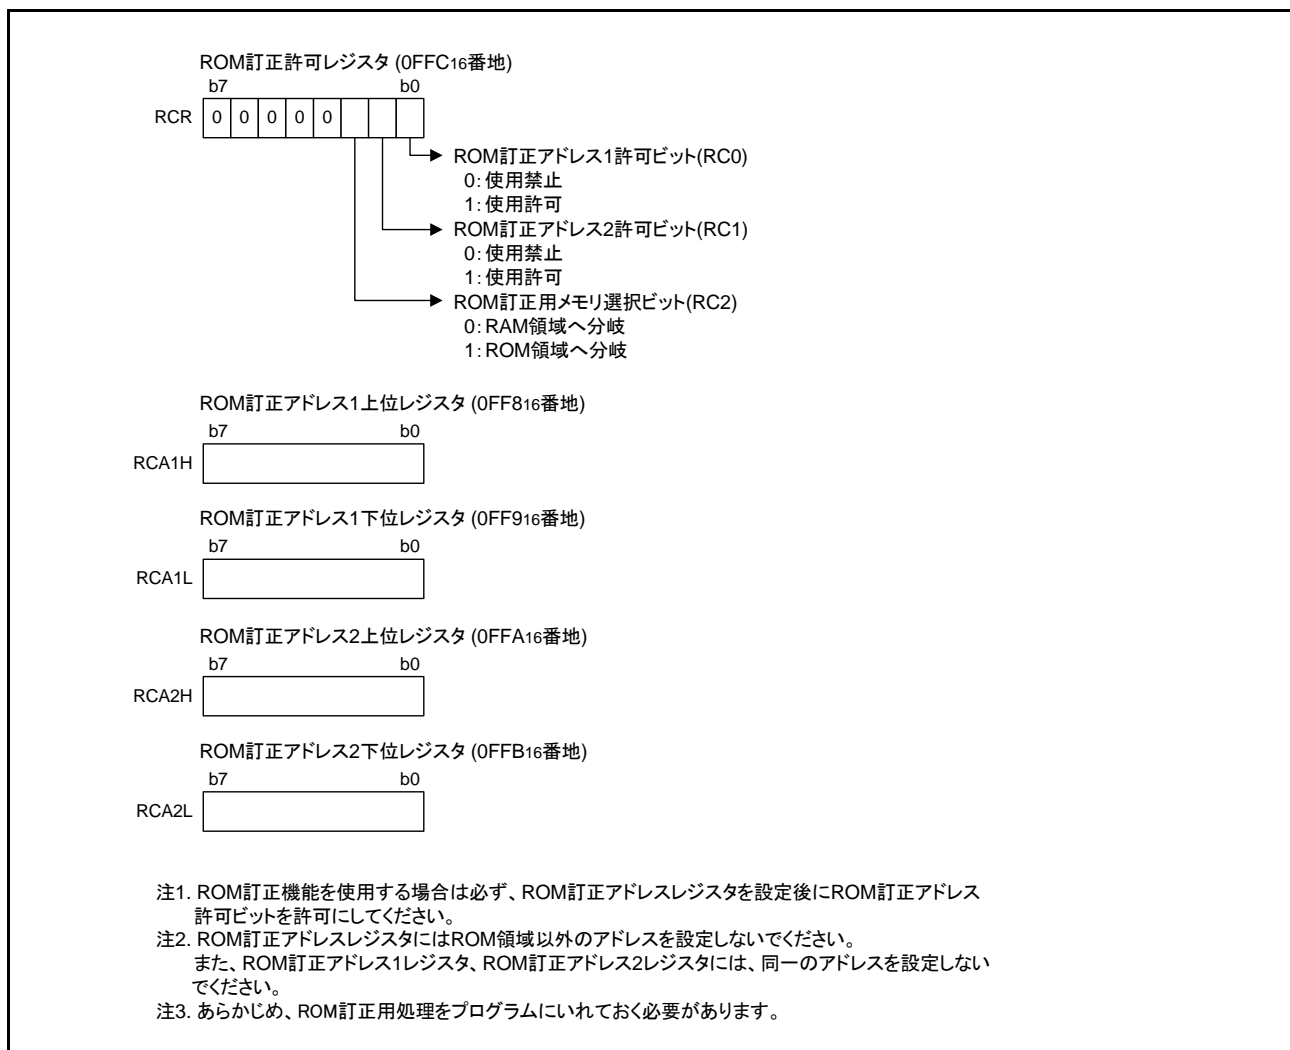 ROM訂正許可レジスタ (0FFC16番地)
b7 b0
RCR 0 0 0 0 0
ROM訂正アドレス1許可ビット(RC0)
0: 使用禁止
1: 使用許可
ROM訂正アドレス2許可ビット(RC1)
0: 使用禁止
1: 使用許可
ROM訂正用メモリ選択ビット(RC2)
0: RAM領域へ分岐
1: ROM領域へ分岐
ROM訂正アドレス1上位レジスタ (0FF816番地)
b7 b0
RCA1H
ROM訂正アドレス1下位レジスタ (0FF916番地)
b7 b0
RCA1L
ROM訂正アドレス2上位レジスタ (0FFA16番地)
b7 b0
RCA2H
ROM訂正アドレス2下位レジスタ (0FFB16番地)
b7 b0
RCA2L
注1. ROM訂正機能を使用する場合は必ず、ROM訂正アドレスレジスタを設定後にROM訂正アドレス
許可ビットを許可にしてください。
注2. ROM訂正アドレスレジスタにはROM領域以外のアドレスを設定しないでください。
また、ROM訂正アドレス1レジスタ、ROM訂正アドレス2レジスタには、同一のアドレスを設定しない
でください。
注3. あらかじめ、ROM訂正用処理をプログラムにいれておく必要があります。